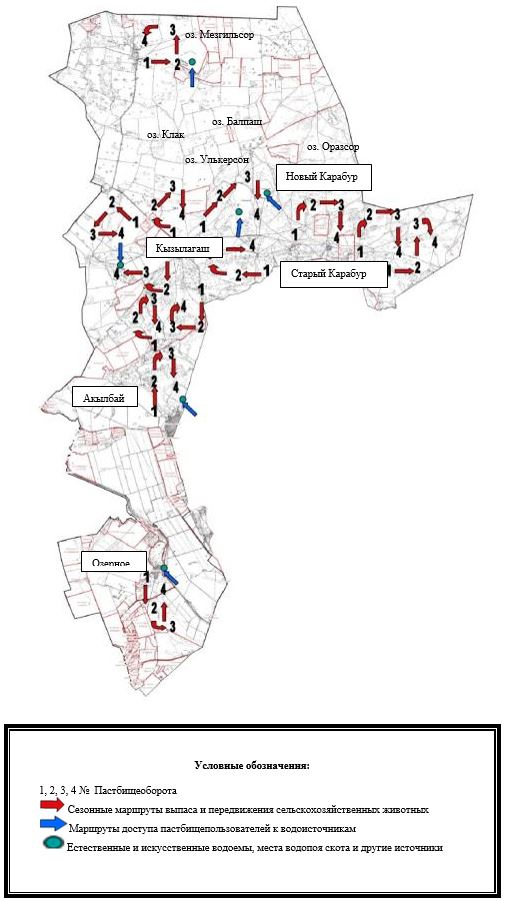 оз. Мезгильсор
оз. Балпаш
оз. Клак
оз. Улькерсон
оз. Оразсор
Новый Карабур
Кызылагаш
Старый Карабур
Акылбай
Озерное
Условные обозначения:
1, 2, 3, 4 № Пастбищеоборота
Сезонные маршруты выпаса и передвижения сельскохозяйственных животных
Маршруты доступа пастбищепользователей к водоисточникам
Естественные и искусственные водоемы, места водопоя скота и другие источники